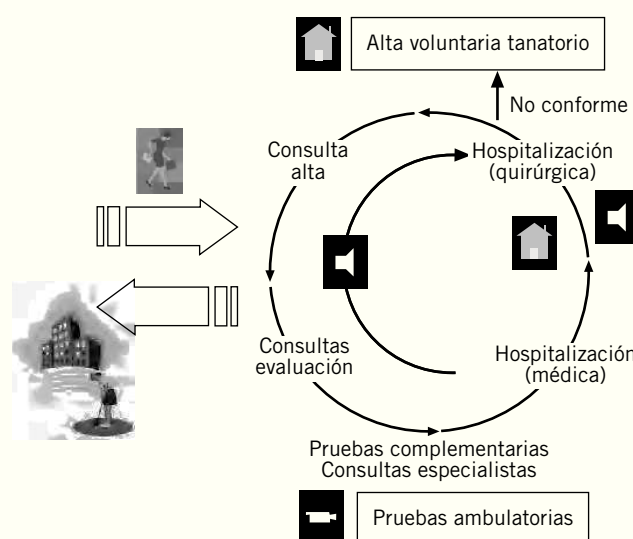 Alta voluntaria tanatorio
No conforme
Consulta
alta
Hospitalización
(quirúrgica)
Consultas
evaluación
Hospitalización
(médica)
Pruebas complementarias
Consultas especialistas
Pruebas ambulatorias